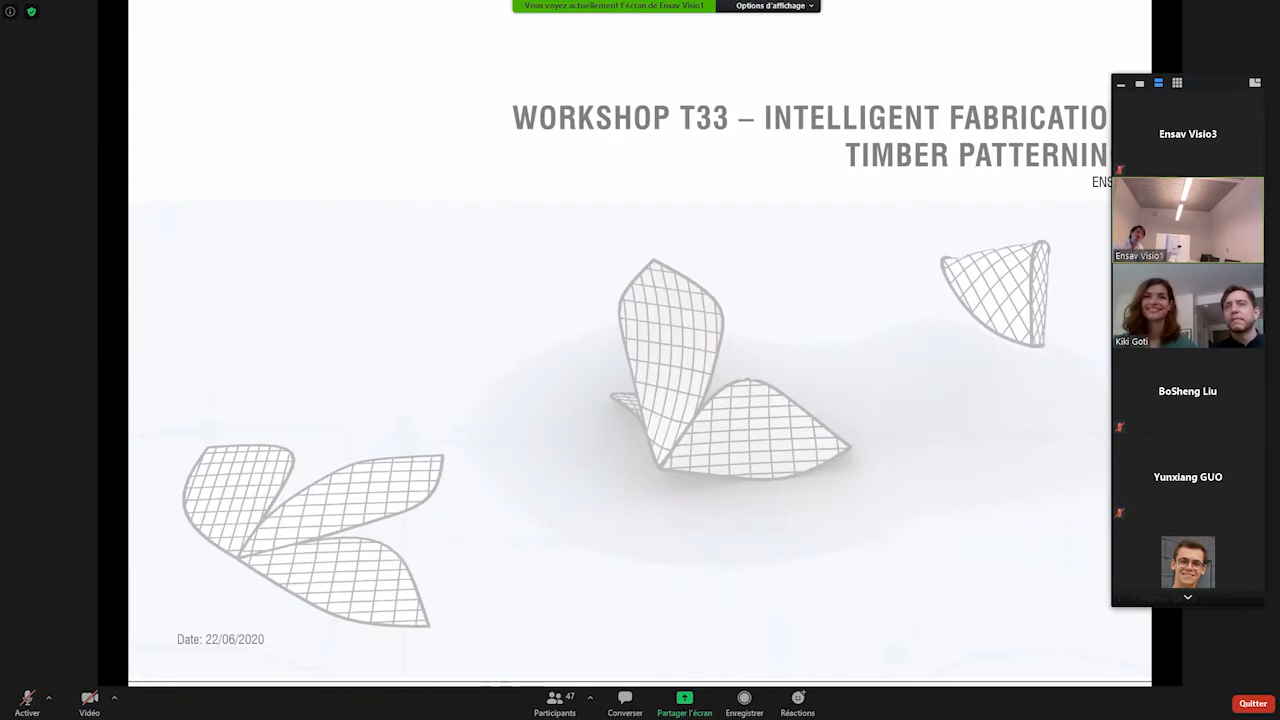 Vous voyez actuellement l'écran de Ensav Visio1
Options d'affichage
WORKSHOP T33 – INTELLIGENT FABRICATIO
TIMBER PATTERNIN
ENS
Ensav Visio3
Ensav Visio1
Kiki Goti
BoSheng Liu
Yunxiang GUO
Date: 22/06/2020
Activer
Vidéo
47
Participants
Converser
Partager l'écran
Enregistrer
Réactions
Quitter